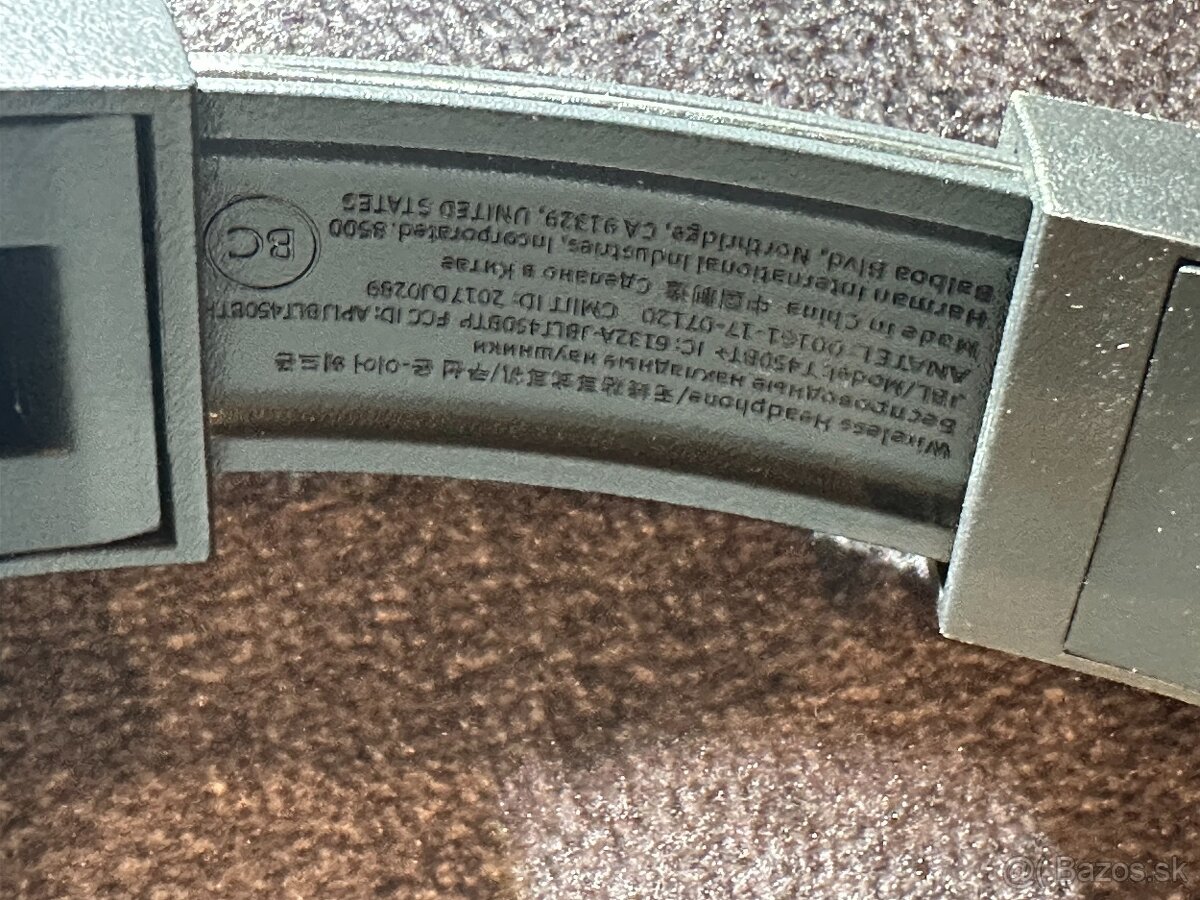 Wireless Headphone/无线贴耳式耳机/무선 온-이어 헤드폰
Беспроводные накладные наушники
JBL/Model: T450BT+ IC: 6132A-JBLT450BTP FCC ID: APIJBLT450BT
ANATEL: 00161-17-07120 CMIIT ID: 2017DJ0289
Made in China 中国制造 Сделано в Китае
Harman International Industries, Incorporated. 8500
Balboa Blvd, Northridge, CA 91329, UNITED STATES
BC
Bazos.sk